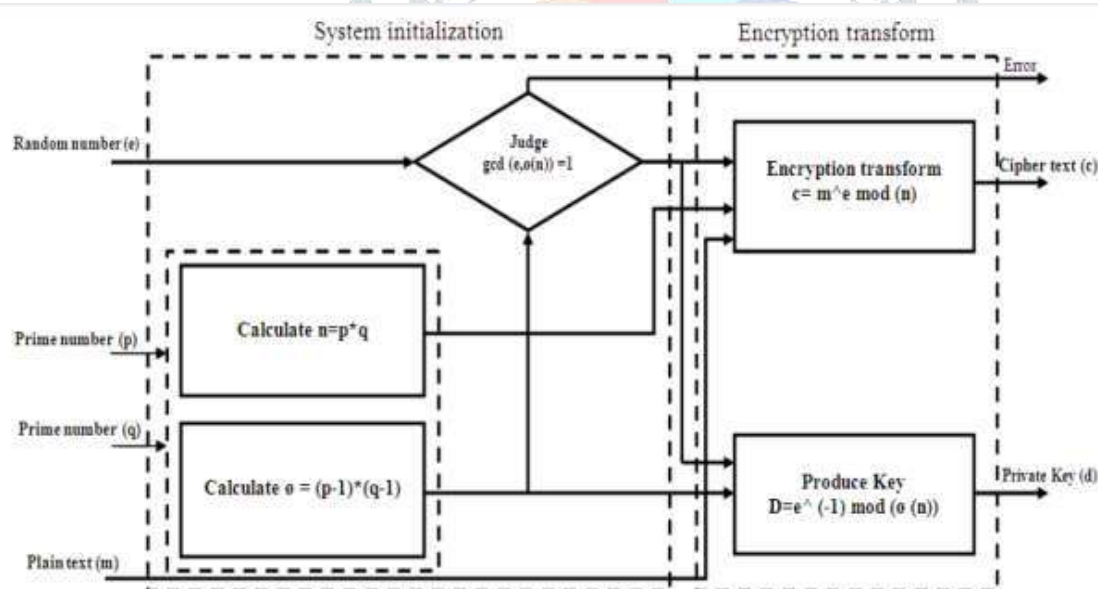 System initialization
Encryption transform
Error
Random number (e)
Judge
gcd (e,o(n)) =1
Encryption transform
c= m^e mod (n)
Cipher text (c)
Calculate n=p*q
Prime number (p)
Prime number (q)
Calculate ø = (p-1)*(q-1)
Produce Key
D=e^ (-1) mod (ø (n))
Private Key (d)
Plain text (m)